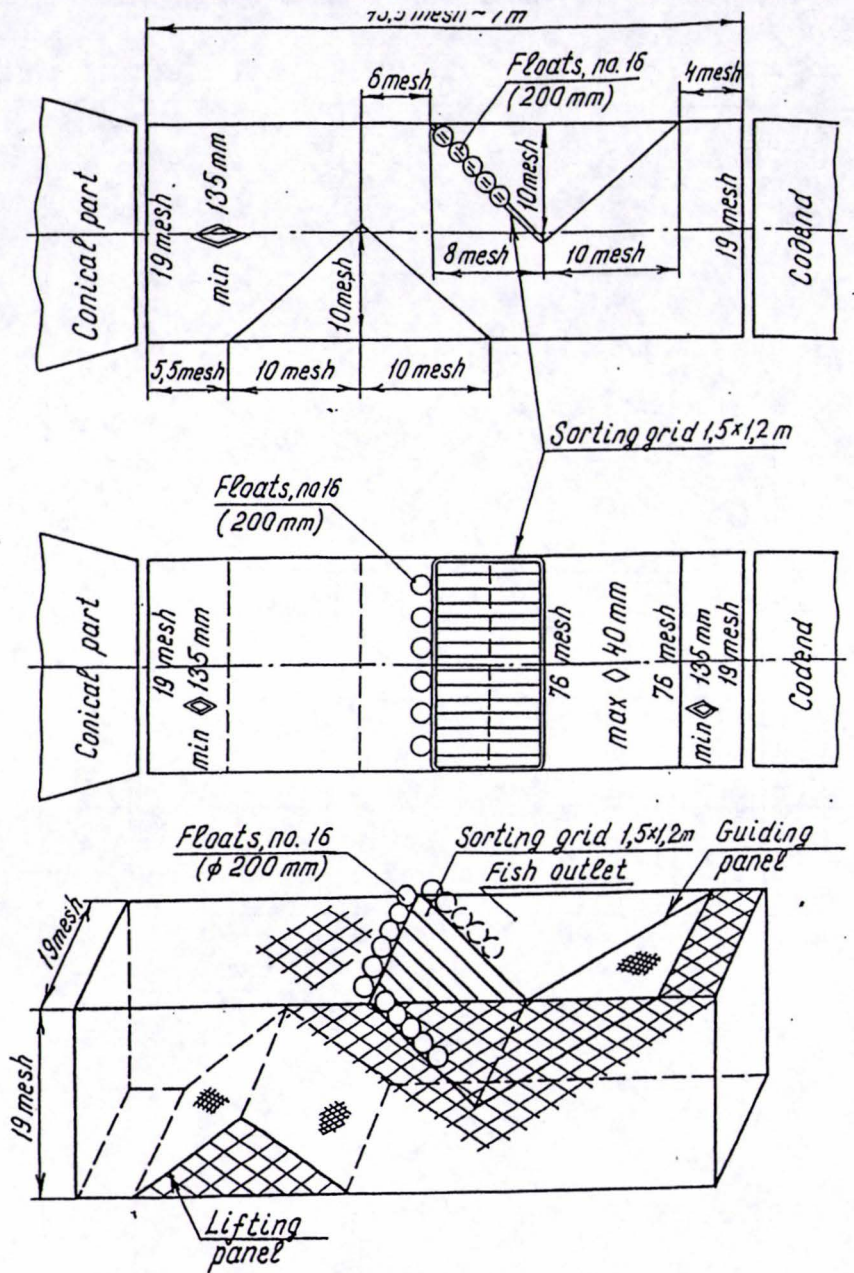 43,5 mesh ~ 7 m
6 mesh
Floats, no. 16
(200 mm)
4 mesh
Conical part
19 mesh
min 135 mm
10 mesh
10 mesh
8 mesh
10 mesh
19 mesh
Codend
5,5 mesh
10 mesh
10 mesh
Sorting grid 1,5×1,2 m
Floats, no 16
(200 mm)
Conical part
19 mesh
min 135 mm
76 mesh
max 40 mm
76 mesh
min 135 mm
19 mesh
Codend
Floats, no. 16
(ϕ 200 mm)
Sorting grid 1,5×1,2 m
Fish outlet
Guiding
panel
19 mesh
19 mesh
Lifting
panel